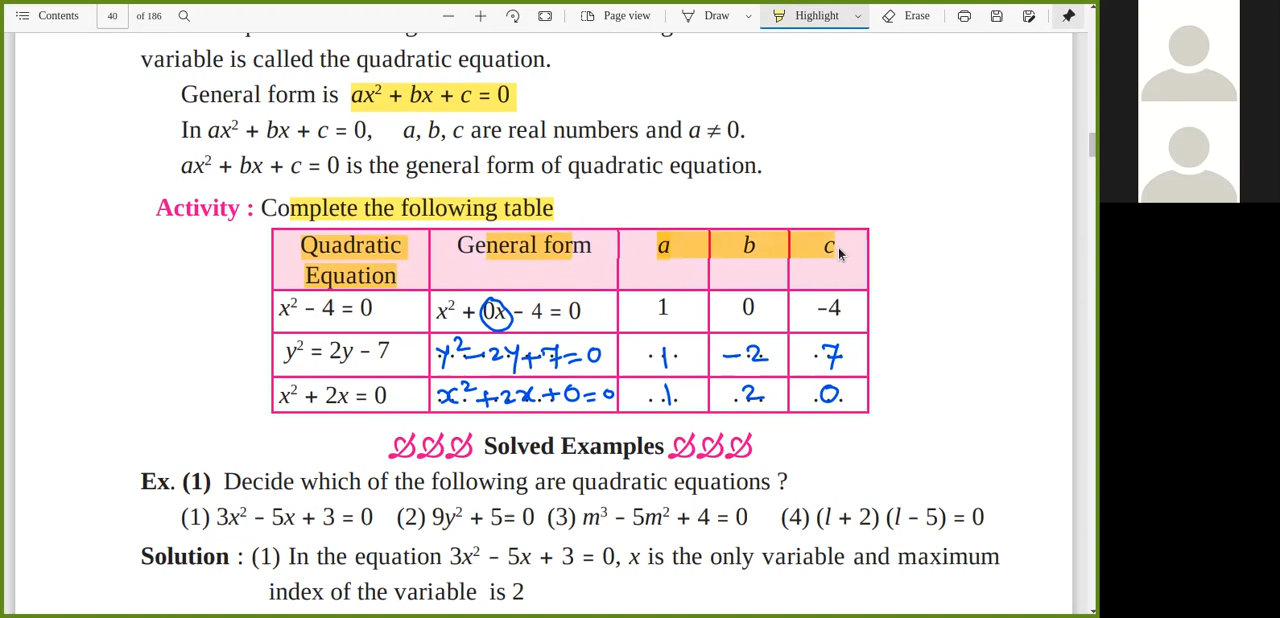 Contents 40 of 186 Page view Draw Highlight Erase
variable is called the quadratic equation.
General form is ax² + bx + c = 0
In ax² + bx + c = 0, a, b, c are real numbers and a ≠ 0.
ax² + bx + c = 0 is the general form of quadratic equation.
Activity : Complete the following table
Quadratic Equation General form a b c
x² - 4 = 0 x² + 0x - 4 = 0 1 0 -4
y² = 2y - 7 y² - 2y + 7 = 0 1 -2 7
x² + 2x = 0 x² + 2x + 0 = 0 1 2 0
Solved Examples
Ex. (1) Decide which of the following are quadratic equations ?
(1) 3x² - 5x + 3 = 0 (2) 9y² + 5= 0 (3) m³ - 5m² + 4 = 0 (4) (l + 2) (l - 5) = 0
Solution : (1) In the equation 3x² - 5x + 3 = 0, x is the only variable and maximum
index of the variable is 2